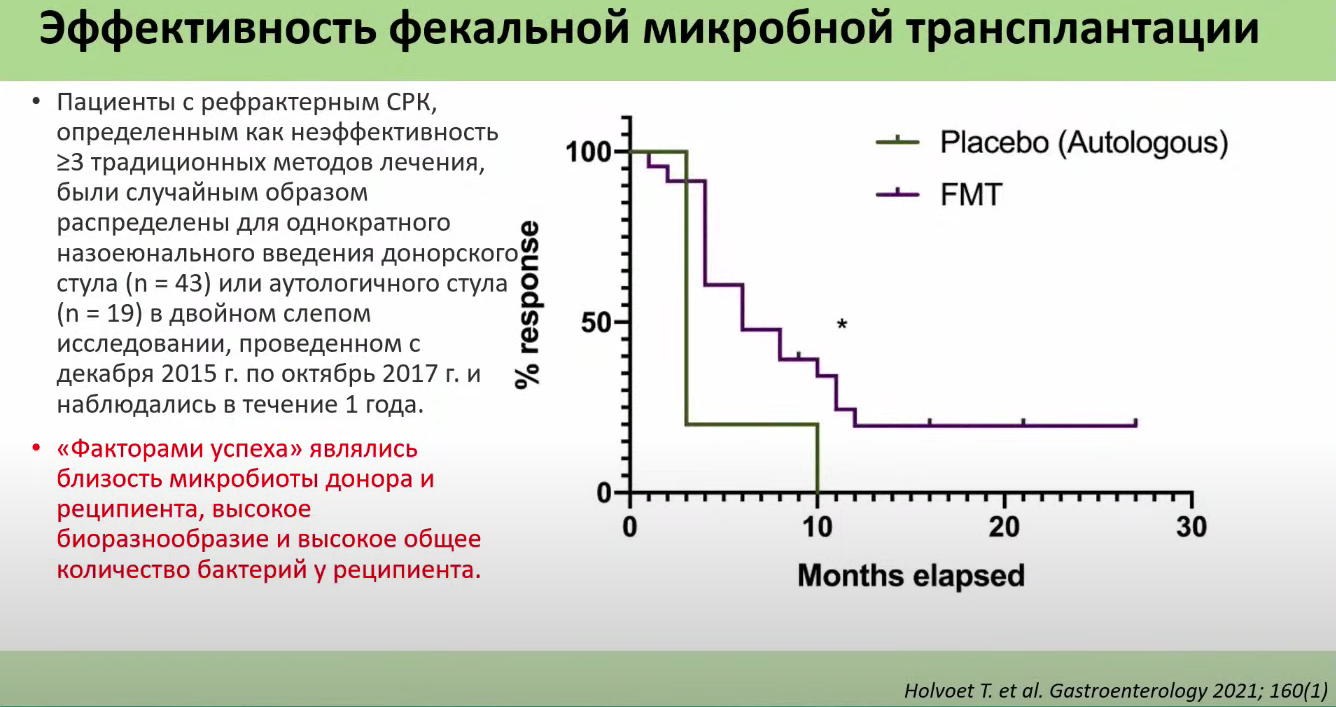 Эффективность фекальной микробной трансплантации
• Пациенты с рефрактерным СРК,
определенным как неэффективность
≥3 традиционных методов лечения,
были случайным образом
распределены для однократного
назоеюнального введения донорского
стула (n = 43) или аутологичного стула
(n = 19) в двойном слепом
исследовании, проведенном с
декабря 2015 г. по октябрь 2017 г. и
наблюдались в течение 1 года.
• «Факторами успеха» являлись
близость микробиоты донора и
реципиента, высокое
биоразнообразие и высокое общее
количество бактерий у реципиента.
Placebo (Autologous)
FMT
% response
100
50
0
*
0 10 20 30
Months elapsed
Holvoet T. et al. Gastroenterology 2021; 160(1)